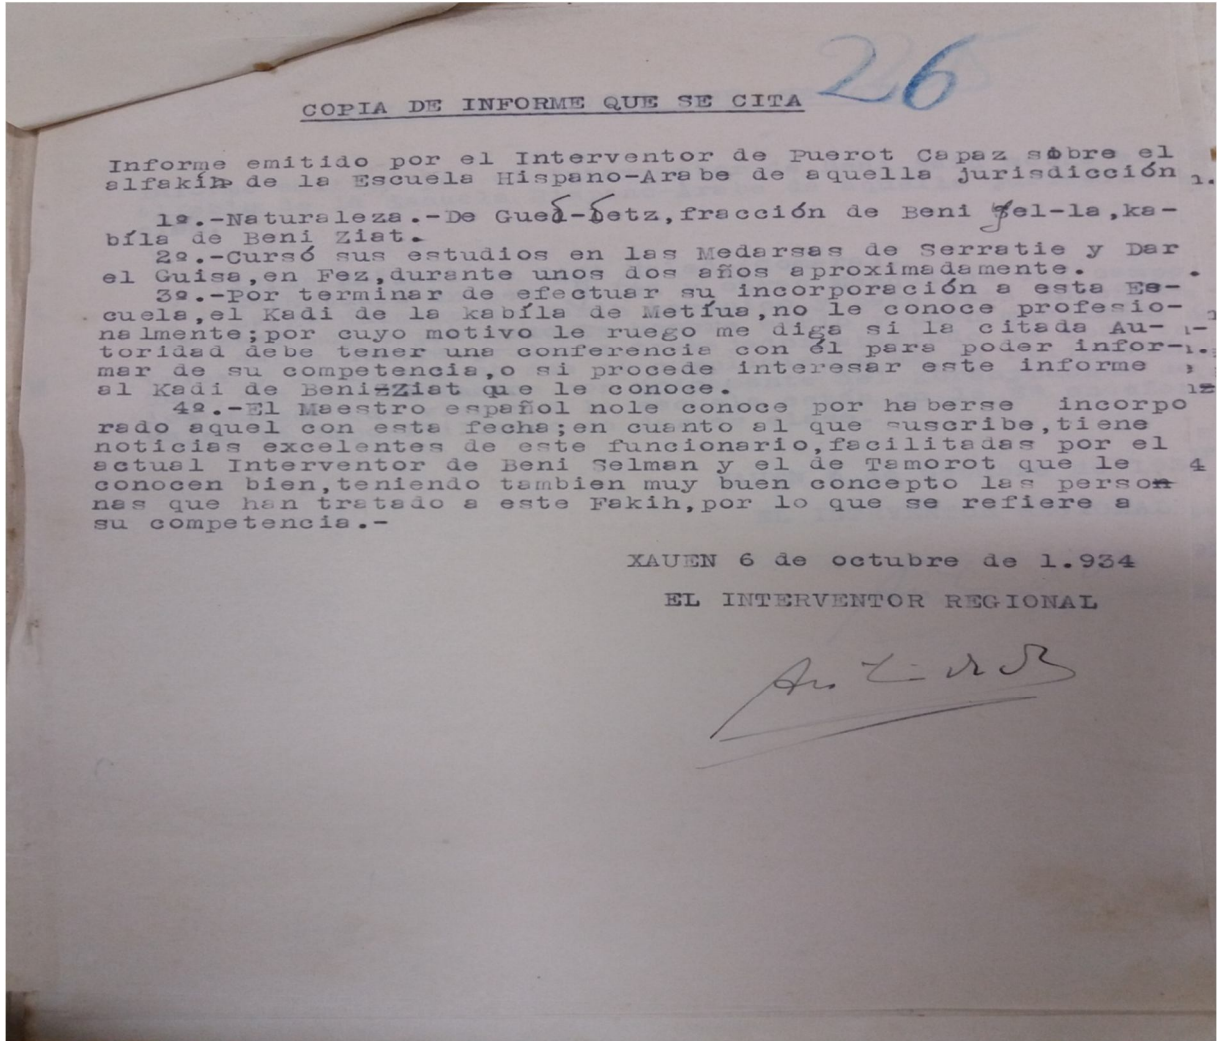 26
COPIA DE INFORME QUE SE CITA
Informe emitido por el Interventor de Puerot Capaz sobre el
alfakih de la Escuela Hispano-Arabe de aquella jurisdicción
1º.-Naturaleza.-De Gued-Detz,fracción de Beni Jel-la,ka-
bíla de Beni Ziat.
2º.-Cursó sus estudios en las Medarsas de Serratie y Dar
el Guisa,en Fez,durante unos dos años aproximadamente.
3º.-Por terminar de efectuar su incorporación a esta Es-
cuela,el Kadi de la kabíla de Metíua,no le conoce profesio-
nalmente;por cuyo motivo le ruego me diga si la citada Au-
toridad debe tener una conferencia con él para poder infor-
mar de su competencia,o si procede interesar este informe
al Kadi de Beni Ziat que le conoce.
4º.-El Maestro español nole conoce por haberse incorpo
rado aquel con esta fecha;en cuanto al que suscribe,tiene
noticias excelentes de este funcionario,facilitadas por el
actual Interventor de Beni Selman y el de Tamorot que le
conocen bien,teniendo tambien muy buen concepto las perso
nas que han tratado a este Fakih,por lo que se refiere a
su competencia.-
XAUEN 6 de octubre de 1.934
EL INTERVENTOR REGIONAL